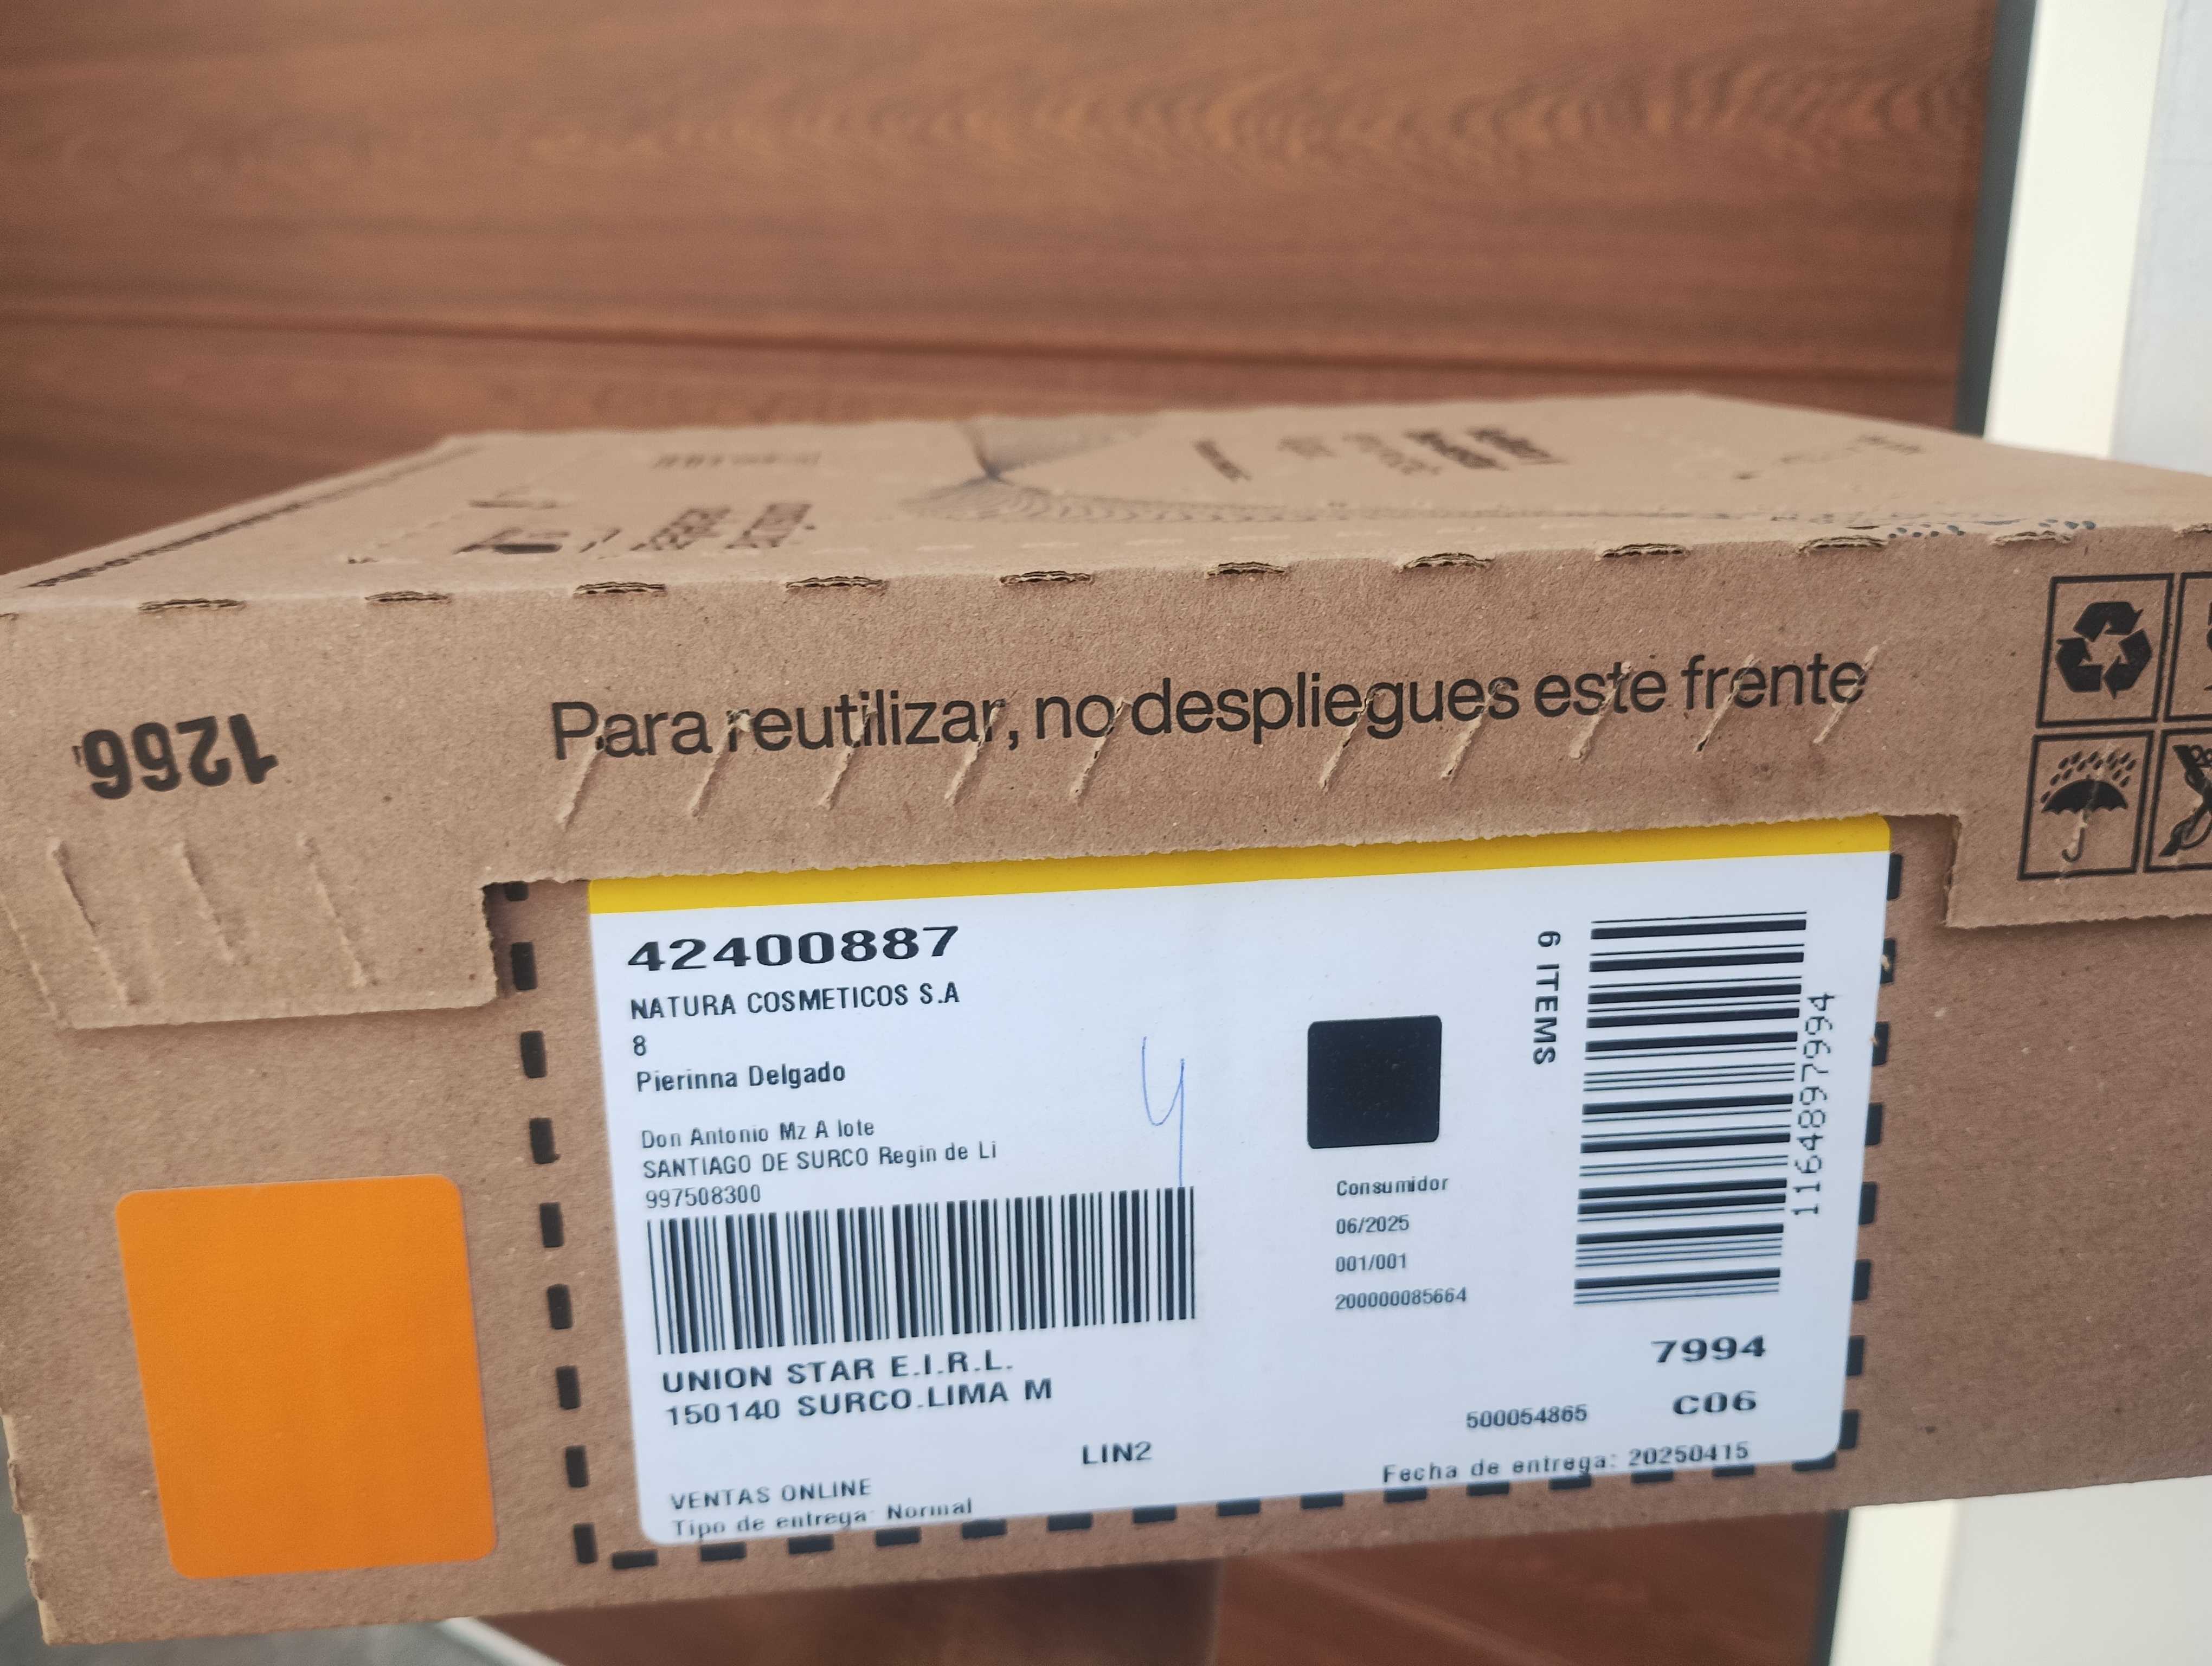 1266
Para reutilizar, no despliegues este frente
42400887
NATURA COSMETICOS S.A
8
Pierinna Delgado
Don Antonio Mz A lote
SANTIAGO DE SURCO Regin de Li
997508300
UNION STAR E.I.R.L.
150140 SURCO.LIMA M
LIN2
VENTAS ONLINE
Tipo de entrega: Normal
4
Consumidor
06/2025
001/001
200000085664
6 ITEMS
1164897994
7994
500054865
C06
Fecha de entrega: 20250415